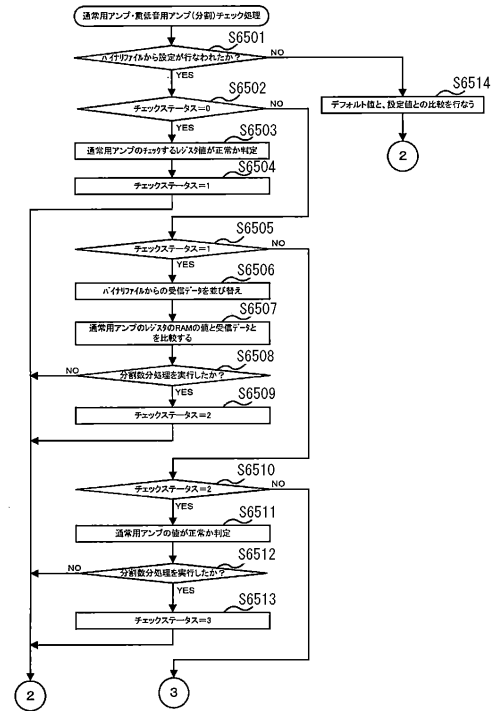 通常用アンプ・重低音用アンプ(分割)チェック処理
S6501
バイナリファイルから設定が行なわれたか?
NO
YES
S6502
チェックステータス=0
NO
YES
S6503
通常用アンプのチェックするレジスタ値が正常か判定
S6504
チェックステータス=1
S6514
デフォルト値と、設定値との比較を行なう
2
S6505
チェックステータス=1
NO
YES
S6506
バイナリファイルからの受信データを並び替え
S6507
通常用アンプのレジスタのRAMの値と受信データと
を比較する
S6508
分割数分処理を実行したか?
NO
YES
S6509
チェックステータス=2
S6510
チェックステータス=2
NO
YES
S6511
通常用アンプの値が正常か判定
S6512
分割数分処理を実行したか?
NO
YES
S6513
チェックステータス=3
2
3